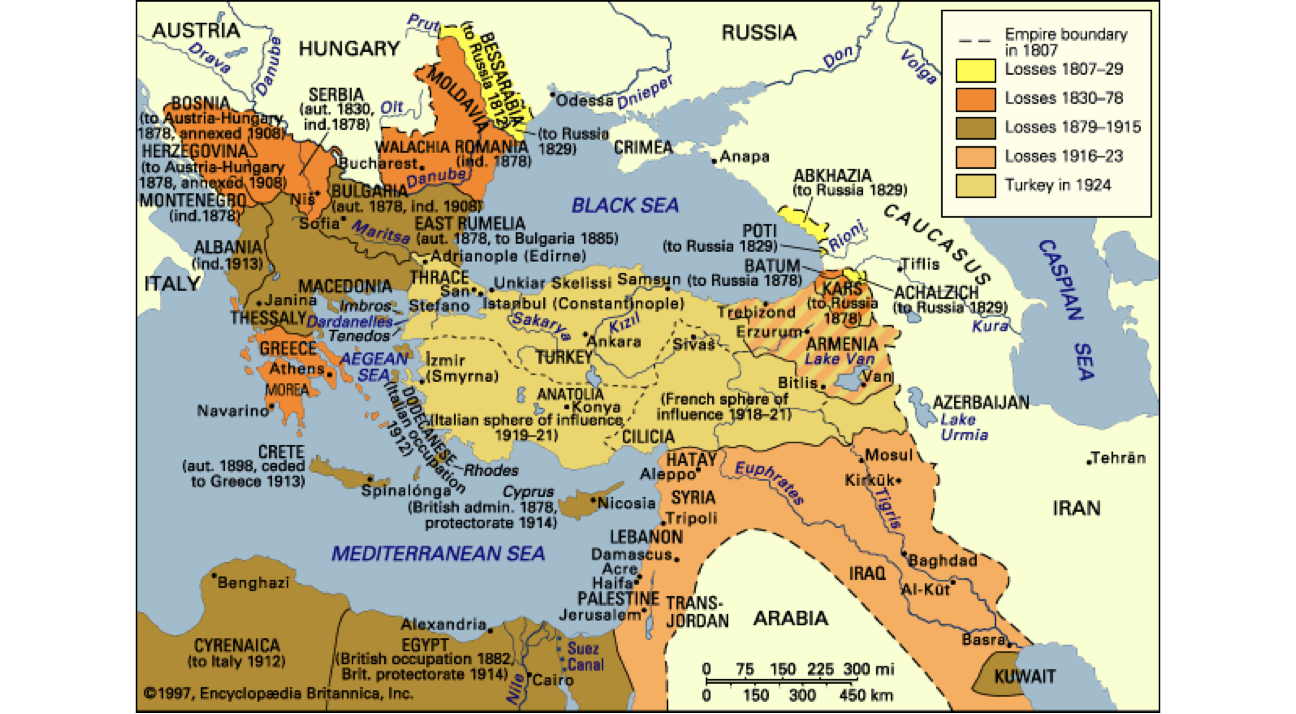 AUSTRIA
Drava
Danube
HUNGARY
Prut
BESSARABIA
(to Russia 1812)
MOLDAVIA
RUSSIA
Don
Volga
Dnieper
Odessa
(to Russia
1829)
CRIMEA
Anapa
Empire boundary
in 1807
Losses 1807–29
Losses 1830–78
Losses 1879–1915
Losses 1916–23
Turkey in 1924
BOSNIA
(to Austria-Hungary
1878, annexed 1908)
HERZEGOVINA
(to Austria-Hungary
1878, annexed 1908)
MONTENEGRO
(ind.1878)
SERBIA
(aut. 1830,
ind.1878)
Olt
WALACHIA
ROMANIA
(ind. 1878)
Bucharest
Danube
Niš
BULGARIA
(aut. 1878, ind. 1908)
Sofia
Maritsa
EAST RUMELIA
(aut. 1878, to Bulgaria 1885)
Adrianople (Edirne)
BLACK SEA
ABKHAZIA
(to Russia 1829)
CAUCASUS
POTI
(to Russia 1829)
Rioni
BATUM
(to Russia 1878)
Tiflis
KARS
(to Russia
1878)
ACHALZICH
(to Russia 1829)
Kura
CASPIAN SEA
ALBANIA
(ind.1913)
ITALY
MACEDONIA
THRACE
San
Stefano
Unkiar Skelissi
Samsun
İstanbul (Constantinople)
Janina
THESSALY
Imbros
Dardanelles
Tenedos
Sakarya
Kızıl
Ankara
TURKEY
Sivas
Trebizond
Erzurum
ARMENIA
Lake Van
Van
Bitlis
GREECE
Athens
MOREA
Navarino
AEGEAN
SEA
İzmir
(Smyrna)
DODECANESE
(Italian occupation
1912)
ANATOLIA
Konya
(Italian sphere of influence
1919–21)
(French sphere of
influence 1918–21)
CILICIA
AZERBAIJAN
Lake
Urmia
Tehrān
IRAN
CRETE
(aut. 1898, ceded
to Greece 1913)
Spinalónga
Rhodes
Cyprus
(British admin. 1878,
protectorate 1914)
Nicosia
HATAY
Aleppo
Euphrates
Mosul
Kirkūk
Tigris
SYRIA
Tripoli
LEBANON
Damascus
Acre
Haifa
PALESTINE
Jerusalem
TRANS-
JORDAN
MEDITERRANEAN SEA
IRAQ
Baghdad
Al-Kūt
Basra
KUWAIT
ARABIA
Benghazi
CYRENAICA
(to Italy 1912)
Alexandria
EGYPT
(British occupation 1882,
Brit. protectorate 1914)
Suez
Canal
Nile
Cairo
0 75 150 225 300 mi
0 150 300 450 km
©1997, Encyclopædia Britannica, Inc.